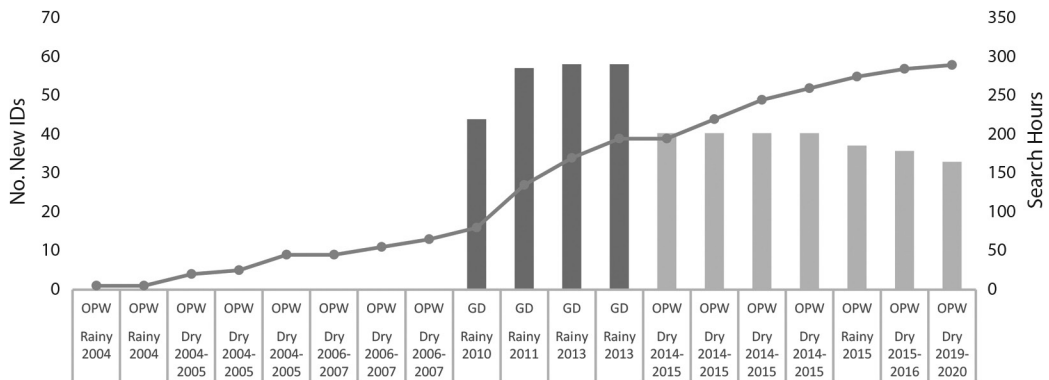 70
60
50
40
30
20
10
0
No. New IDs
350
300
250
200
150
100
50
0
Search Hours
OPW OPW OPW OPW OPW OPW OPW OPW GD GD GD GD OPW OPW OPW OPW OPW OPW OPW
Rainy Rainy Dry Dry Dry Dry Dry Dry Rainy Rainy Rainy Rainy Dry Dry Dry Dry Rainy Dry Dry
2004 2004 2004- 2004- 2004- 2006- 2006- 2006- 2010 2011 2013 2013 2014- 2014- 2014- 2014- 2015 2015- 2019-
2005 2005 2005 2007 2007 2007 2015 2015 2015 2015 2016 2020